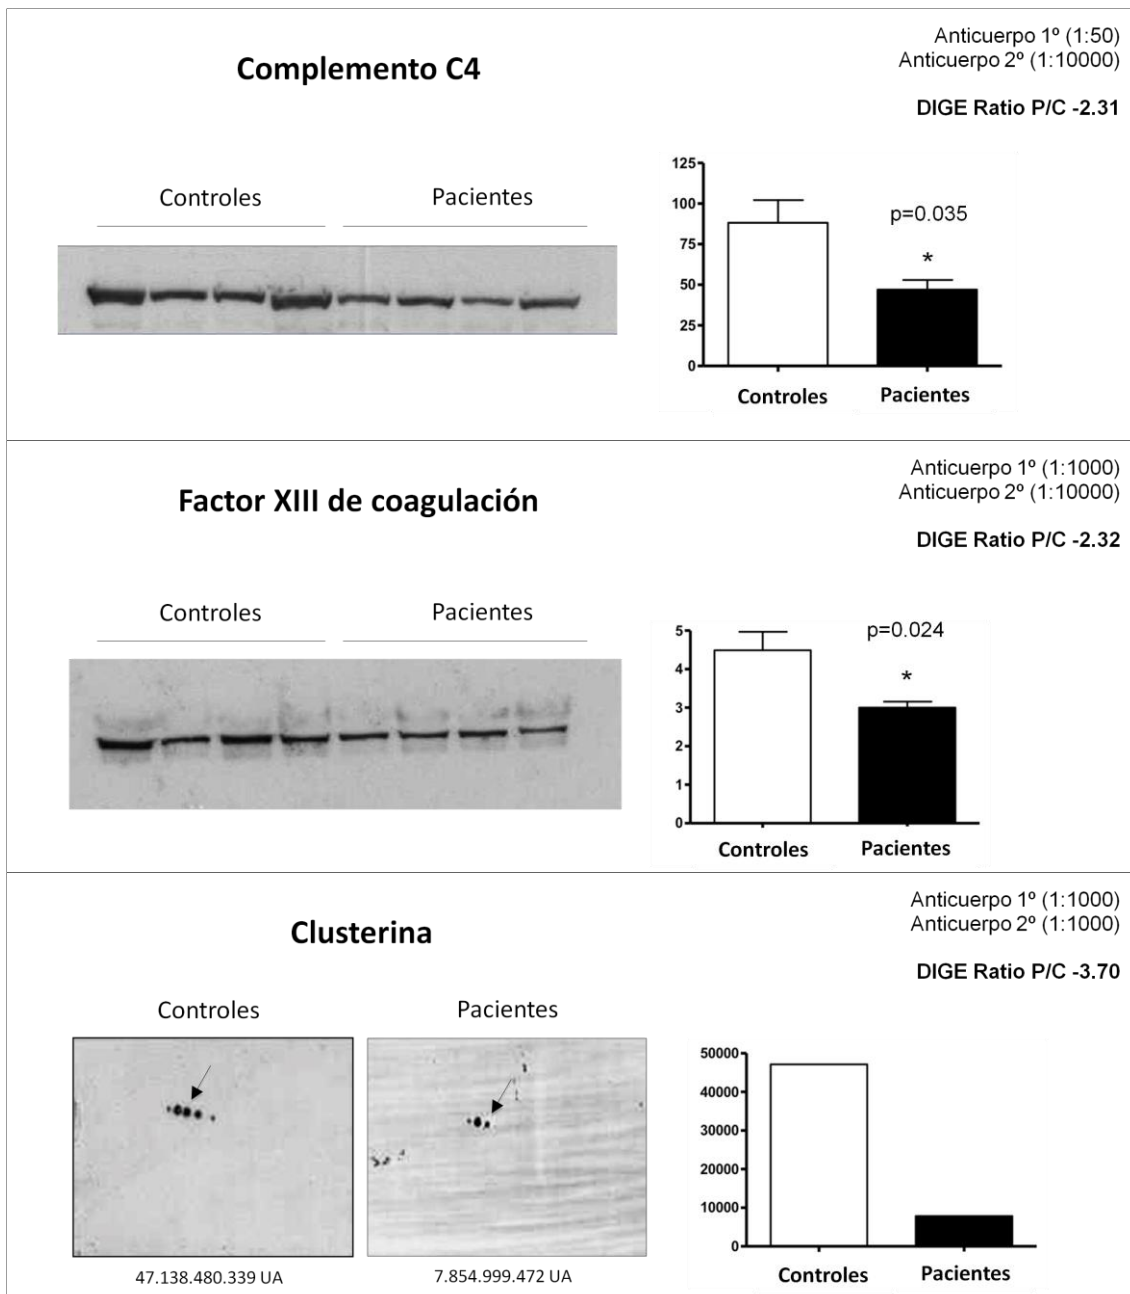 Complemento C4
Anticuerpo 1º (1:50)
Anticuerpo 2º (1:10000)
DIGE Ratio P/C -2.31
Controles
Pacientes
125
100
75
50
25
0
p=0.035
*
Controles
Pacientes
Factor XIII de coagulación
Anticuerpo 1º (1:1000)
Anticuerpo 2º (1:10000)
DIGE Ratio P/C -2.32
Controles
Pacientes
5
4
3
2
1
0
p=0.024
*
Controles
Pacientes
Clusterina
Anticuerpo 1º (1:1000)
Anticuerpo 2º (1:1000)
DIGE Ratio P/C -3.70
Controles
Pacientes
47.138.480.339 UA
7.854.999.472 UA
50000
40000
30000
20000
10000
0
Controles
Pacientes